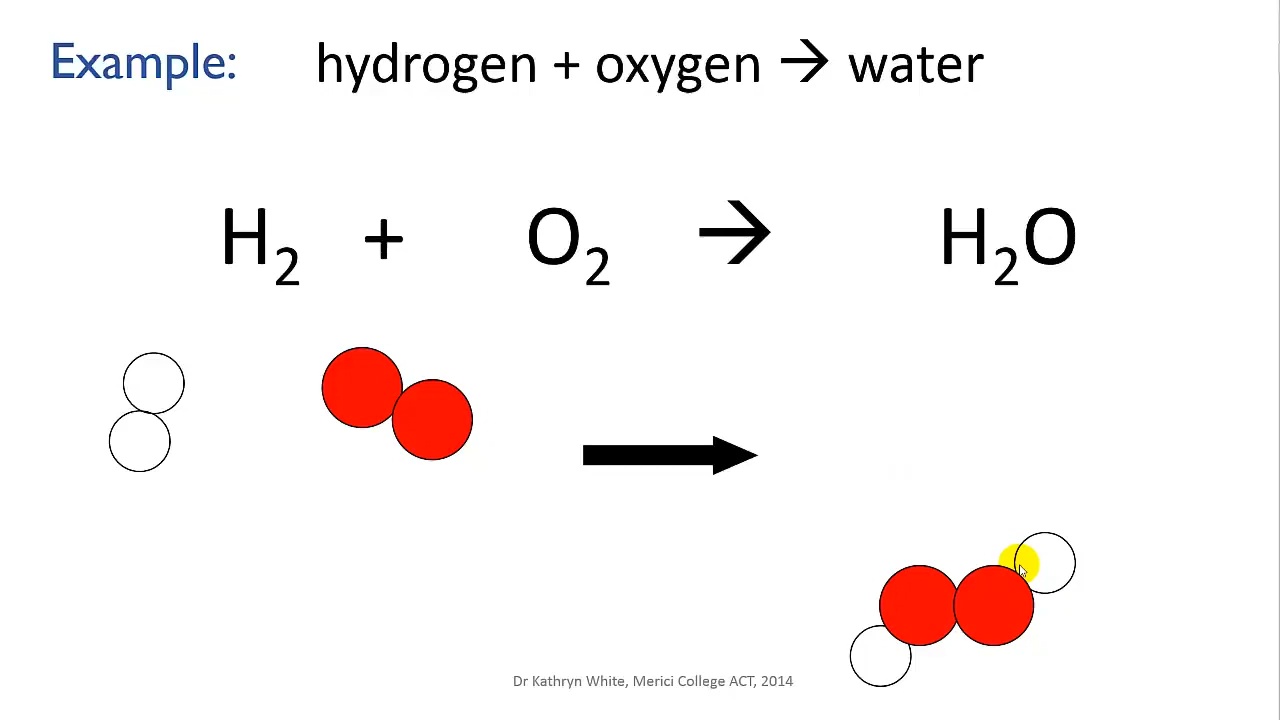 Example: hydrogen + oxygen → water
H₂ + O₂ → H₂O
Dr Kathryn White, Merici College ACT, 2014